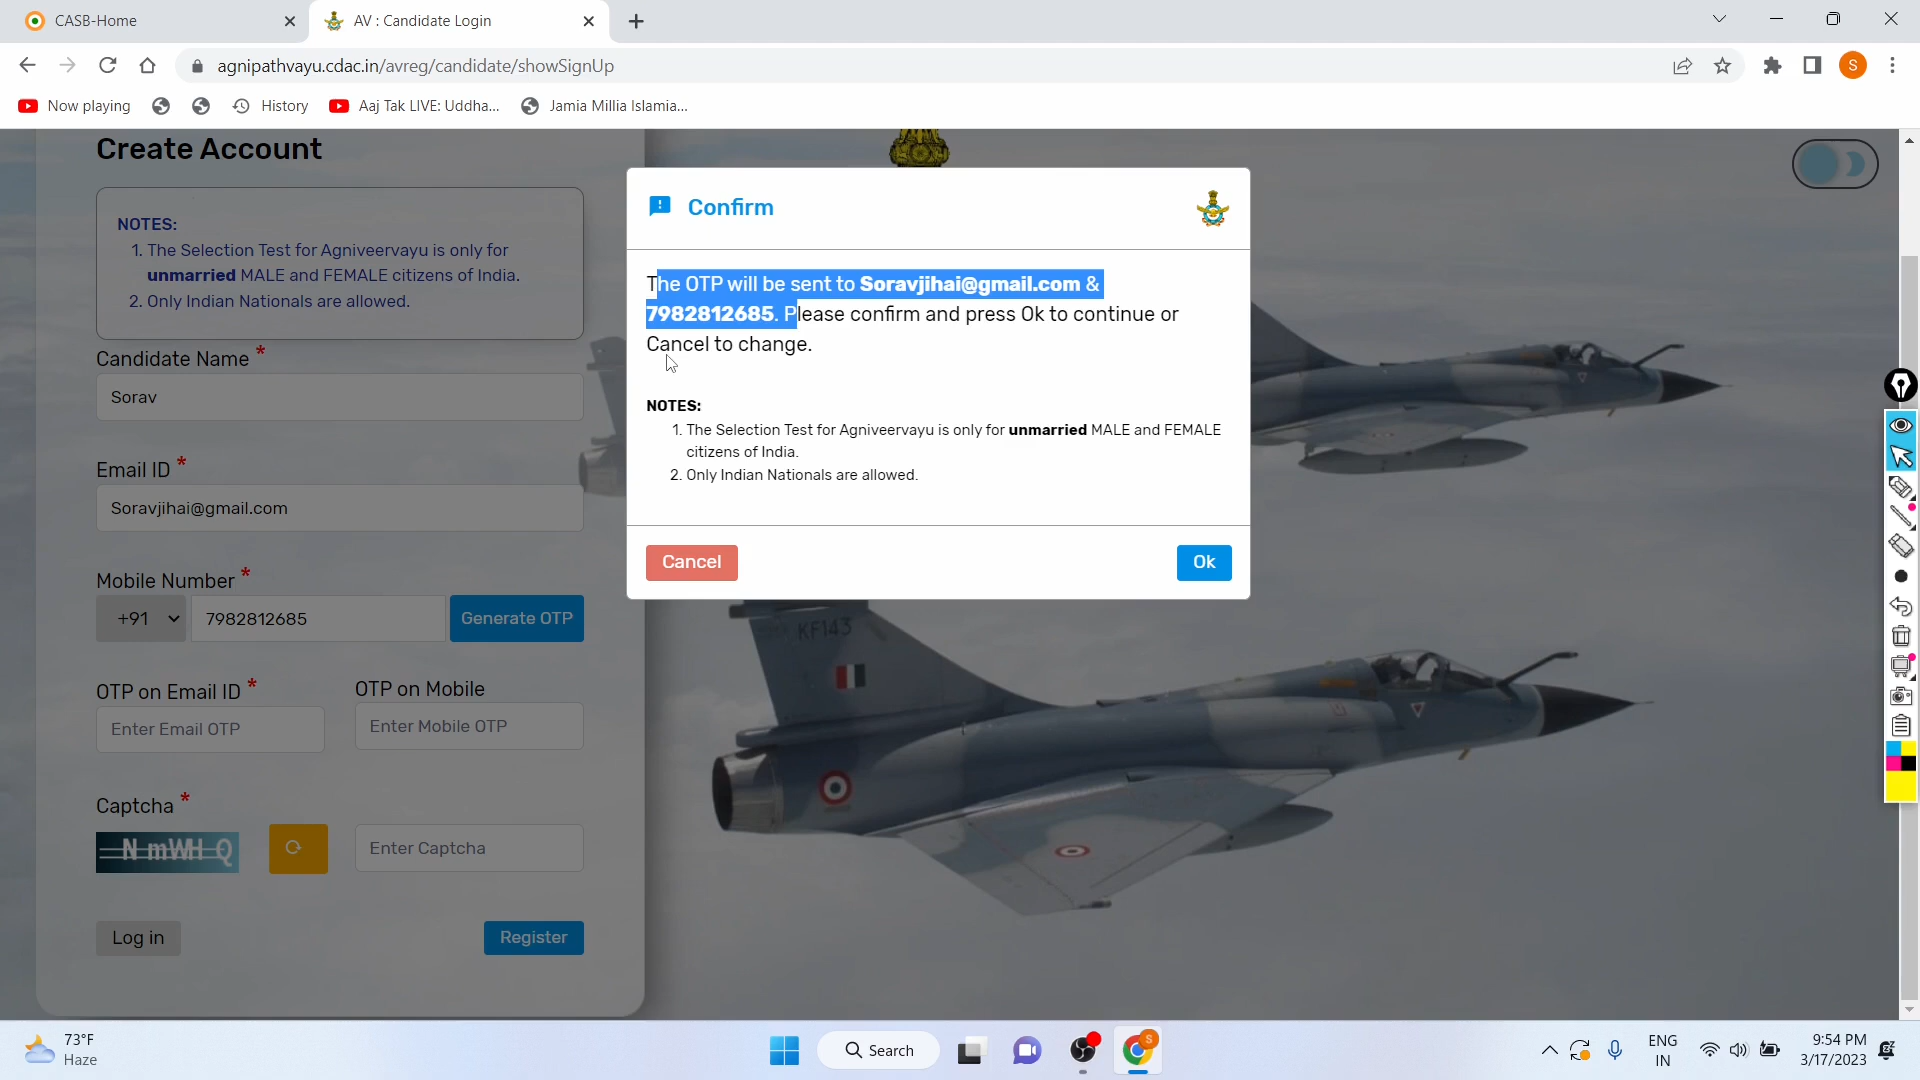 CASB-Home
AV : Candidate Login
agnipathvayu.cdac.in/avreg/candidate/showSignUp
S
Now playing
History
Aaj Tak LIVE: Uddha...
Jamia Millia Islamia...
Create Account
NOTES:
1. The Selection Test for Agniveervayu is only for
unmarried MALE and FEMALE citizens of India.
2. Only Indian Nationals are allowed.
Candidate Name *
Sorav
Email ID *
Soravjihai@gmail.com
Mobile Number *
+91
7982812685
Generate OTP
OTP on Email ID *
OTP on Mobile
Enter Email OTP
Enter Mobile OTP
Captcha *
N mWH Q
Enter Captcha
Log in
Register
Confirm
The OTP will be sent to Soravjihai@gmail.com &
7982812685. Please confirm and press Ok to continue or
Cancel to change.
NOTES:
1. The Selection Test for Agniveervayu is only for unmarried MALE and FEMALE
citizens of India.
2. Only Indian Nationals are allowed.
Cancel
Ok
KF143
73°F
Haze
Search
S
ENG
IN
9:54 PM
3/17/2023